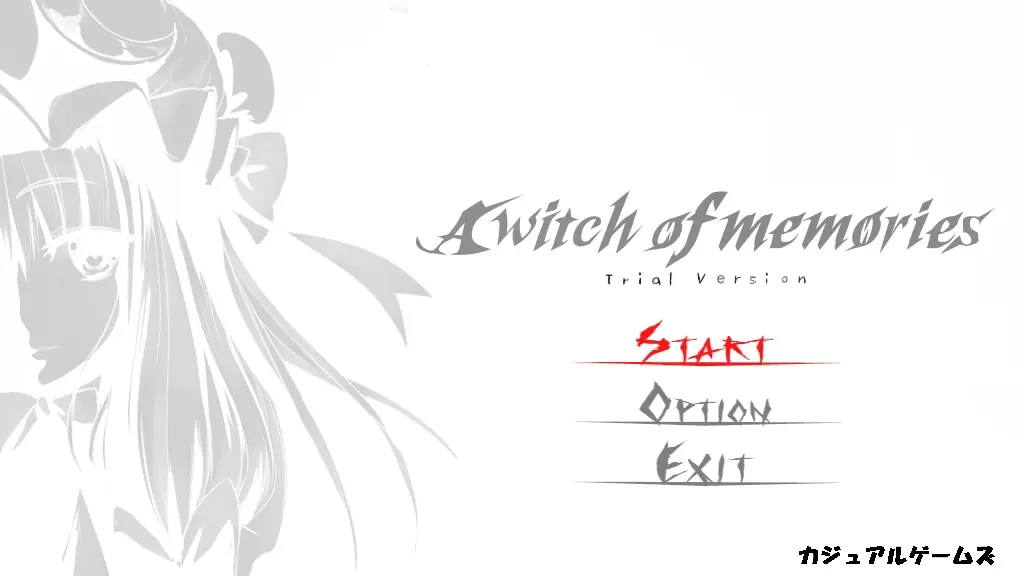 A witch of memories
Trial Version
START
OPTION
EXIT
カジュアルゲームズ